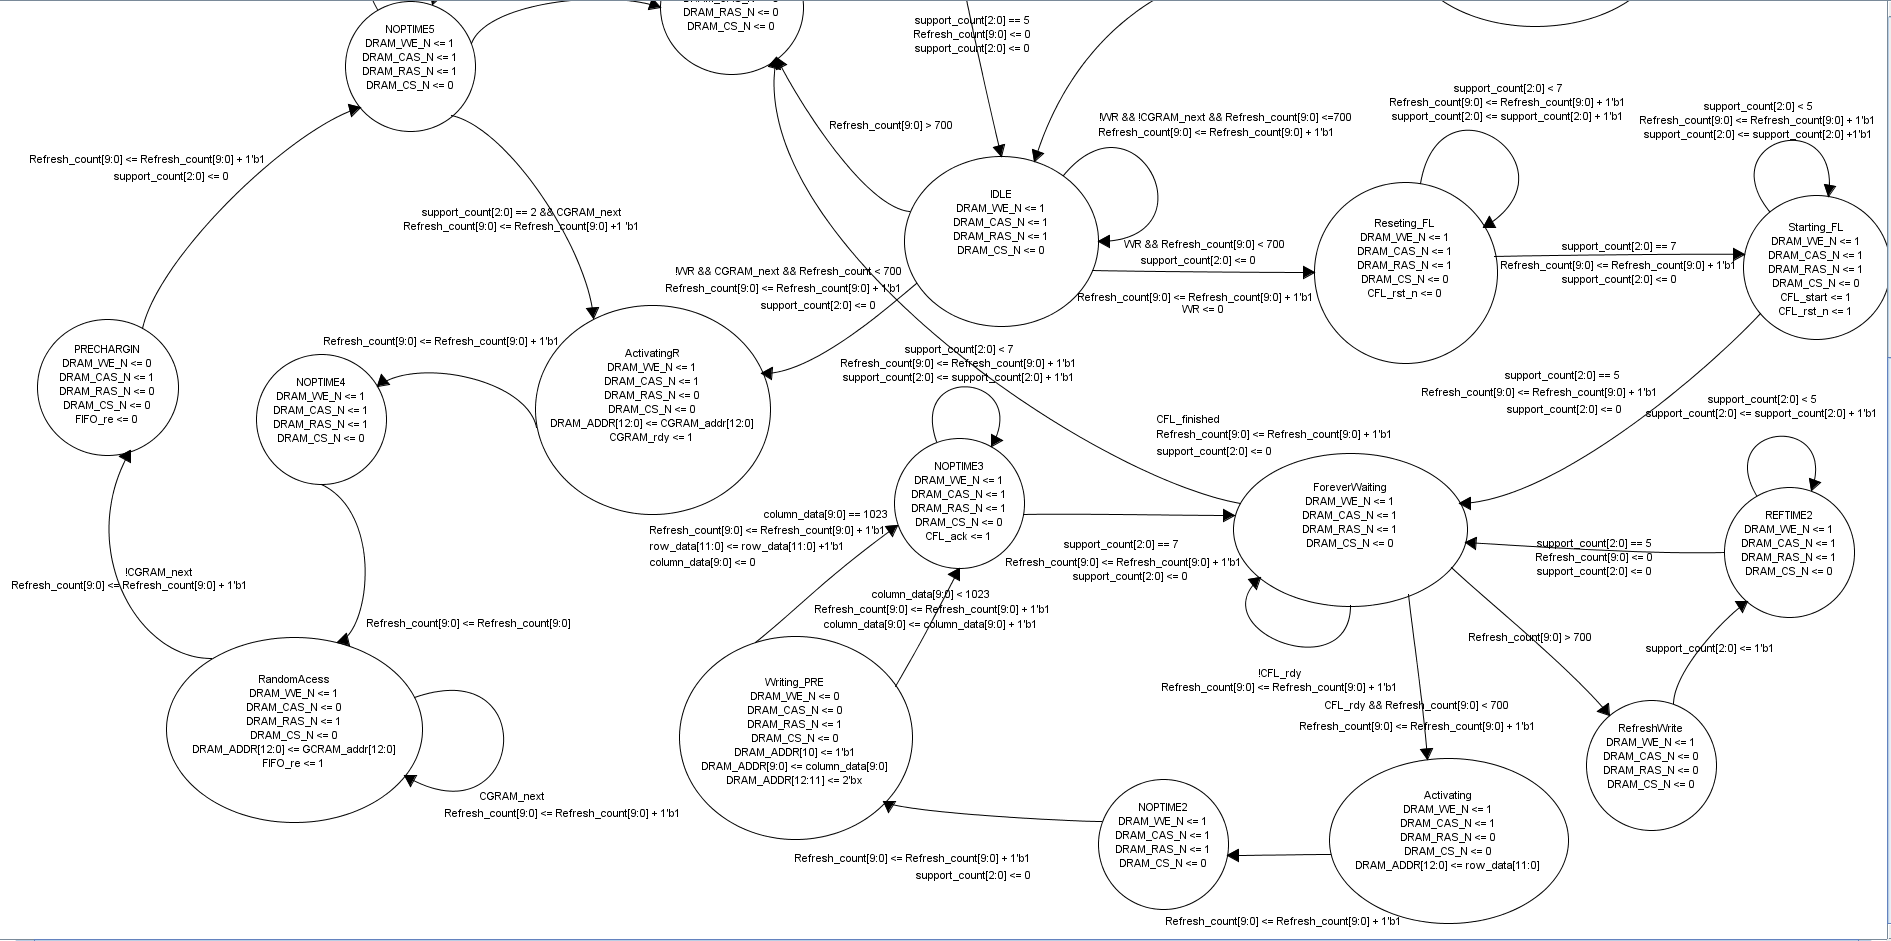 NOPTIME5
DRAM_WE_N <= 1
DRAM_CAS_N <= 1
DRAM_RAS_N <= 1
DRAM_CS_N <= 0
DRAM_RAS_N <= 0
DRAM_CS_N <= 0
support_count[2:0] == 5
Refresh_count[9:0] <= 0
support_count[2:0] <= 0
Refresh_count[9:0] > 700
!WR && !CGRAM_next && Refresh_count[9:0] <=700
Refresh_count[9:0] <= Refresh_count[9:0] + 1'b1
support_count[2:0] < 7
Refresh_count[9:0] <= Refresh_count[9:0] + 1'b1
support_count[2:0] <= support_count[2:0] + 1'b1
support_count[2:0] < 5
Refresh_count[9:0] <= Refresh_count[9:0] + 1'b1
support_count[2:0] <= support_count[2:0] +1'b1
Refresh_count[9:0] <= Refresh_count[9:0] + 1'b1
support_count[2:0] <= 0
support_count[2:0] == 2 && CGRAM_next
Refresh_count[9:0] <= Refresh_count[9:0] +1 'b1
IDLE
DRAM_WE_N <= 1
DRAM_CAS_N <= 1
DRAM_RAS_N <= 1
DRAM_CS_N <= 0
WR && Refresh_count[9:0] < 700
support_count[2:0] <= 0
Refresh_count[9:0] <= Refresh_count[9:0] + 1'b1
WR <= 0
Reseting_FL
DRAM_WE_N <= 1
DRAM_CAS_N <= 1
DRAM_RAS_N <= 1
DRAM_CS_N <= 0
CFL_rst_n <= 0
support_count[2:0] == 7
Refresh_count[9:0] <= Refresh_count[9:0] + 1'b1
support_count[2:0] <= 0
Starting_FL
DRAM_WE_N <= 1
DRAM_CAS_N <= 1
DRAM_RAS_N <= 1
DRAM_CS_N <= 0
CFL_start <= 1
CFL_rst_n <= 1
!WR && CGRAM_next && Refresh_count < 700
Refresh_count[9:0] <= Refresh_count[9:0] + 1'b1
support_count[2:0] <= 0
PRECHARGIN
DRAM_WE_N <= 0
DRAM_CAS_N <= 1
DRAM_RAS_N <= 0
DRAM_CS_N <= 0
FIFO_re <= 0
Refresh_count[9:0] <= Refresh_count[9:0] + 1'b1
NOPTIME4
DRAM_WE_N <= 1
DRAM_CAS_N <= 1
DRAM_RAS_N <= 1
DRAM_CS_N <= 0
ActivatingR
DRAM_WE_N <= 1
DRAM_CAS_N <= 1
DRAM_RAS_N <= 0
DRAM_CS_N <= 0
DRAM_ADDR[12:0] <= CGRAM_addr[12:0]
CGRAM_rdy <= 1
support_count[2:0] < 7
Refresh_count[9:0] <= Refresh_count[9:0] + 1'b1
support_count[2:0] <= support_count[2:0] + 1'b1
support_count[2:0] == 5
Refresh_count[9:0] <= Refresh_count[9:0] + 1'b1
support_count[2:0] <= 0
support_count[2:0] < 5
support_count[2:0] <= support_count[2:0] + 1'b1
CFL_finished
Refresh_count[9:0] <= Refresh_count[9:0] + 1'b1
support_count[2:0] <= 0
NOPTIME3
DRAM_WE_N <= 1
DRAM_CAS_N <= 1
DRAM_RAS_N <= 1
DRAM_CS_N <= 0
CFL_ack <= 1
ForeverWaiting
DRAM_WE_N <= 1
DRAM_CAS_N <= 1
DRAM_RAS_N <= 1
DRAM_CS_N <= 0
REFTIME2
DRAM_WE_N <= 1
DRAM_CAS_N <= 1
DRAM_RAS_N <= 1
DRAM_CS_N <= 0
column_data[9:0] == 1023
Refresh_count[9:0] <= Refresh_count[9:0] + 1'b1
row_data[11:0] <= row_data[11:0] +1'b1
column_data[9:0] <= 0
support_count[2:0] == 7
Refresh_count[9:0] <= Refresh_count[9:0] + 1'b1
support_count[2:0] <= 0
support_count[2:0] == 5
Refresh_count[9:0] <= 0
support_count[2:0] <= 0
!CGRAM_next
Refresh_count[9:0] <= Refresh_count[9:0] + 1'b1
column_data[9:0] < 1023
Refresh_count[9:0] <= Refresh_count[9:0] + 1'b1
column_data[9:0] <= column_data[9:0] + 1'b1
Refresh_count[9:0] <= Refresh_count[9:0]
Refresh_count[9:0] > 700
support_count[2:0] <= 1'b1
!CFL_rdy
Refresh_count[9:0] <= Refresh_count[9:0] + 1'b1
CFL_rdy && Refresh_count[9:0] < 700
Refresh_count[9:0] <= Refresh_count[9:0] + 1'b1
RandomAcess
DRAM_WE_N <= 1
DRAM_CAS_N <= 0
DRAM_RAS_N <= 1
DRAM_CS_N <= 0
DRAM_ADDR[12:0] <= GCRAM_addr[12:0]
FIFO_re <= 1
Writing_PRE
DRAM_WE_N <= 0
DRAM_CAS_N <= 0
DRAM_RAS_N <= 1
DRAM_CS_N <= 0
DRAM_ADDR[10] <= 1'b1
DRAM_ADDR[9:0] <= column_data[9:0]
DRAM_ADDR[12:11] <= 2'bx
RefreshWrite
DRAM_WE_N <= 1
DRAM_CAS_N <= 0
DRAM_RAS_N <= 0
DRAM_CS_N <= 0
CGRAM_next
Refresh_count[9:0] <= Refresh_count[9:0] + 1'b1
NOPTIME2
DRAM_WE_N <= 1
DRAM_CAS_N <= 1
DRAM_RAS_N <= 1
DRAM_CS_N <= 0
Activating
DRAM_WE_N <= 1
DRAM_CAS_N <= 1
DRAM_RAS_N <= 0
DRAM_CS_N <= 0
DRAM_ADDR[12:0] <= row_data[11:0]
Refresh_count[9:0] <= Refresh_count[9:0] + 1'b1
support_count[2:0] <= 0
Refresh_count[9:0] <= Refresh_count[9:0] + 1'b1